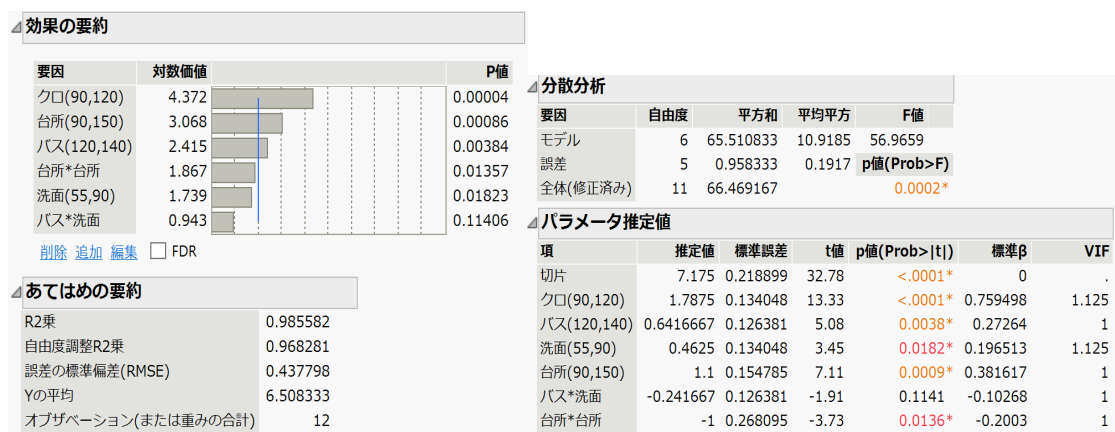 効果の要約
要因 対数価値 P値
クロ(90,120) 4.372 0.00004
台所(90,150) 3.068 0.00086
バス(120,140) 2.415 0.00384
台所*台所 1.867 0.01357
洗面(55,90) 1.739 0.01823
バス*洗面 0.943 0.11406
削除 追加 編集 FDR
あてはめの要約
R2乗 0.985582
自由度調整R2乗 0.968281
誤差の標準偏差(RMSE) 0.437798
Yの平均 6.508333
オブザベーション(または重みの合計) 12
分散分析
要因 自由度 平方和 平均平方 F値
モデル 6 65.510833 10.9185 56.9659
誤差 5 0.958333 0.1917 p値(Prob>F)
全体(修正済み) 11 66.469167 0.0002*
パラメータ推定値
項 推定値 標準誤差 t値 p値(Prob>|t|) 標準β VIF
切片 7.175 0.218899 32.78 <.0001* 0 .
クロ(90,120) 1.7875 0.134048 13.33 <.0001* 0.759498 1.125
バス(120,140) 0.6416667 0.126381 5.08 0.0038* 0.27264 1
洗面(55,90) 0.4625 0.134048 3.45 0.0182* 0.196513 1.125
台所(90,150) 1.1 0.154785 7.11 0.0009* 0.381617 1
バス*洗面 -0.241667 0.126381 -1.91 0.1141 -0.10268 1
台所*台所 -1 0.268095 -3.73 0.0136* -0.2003 1